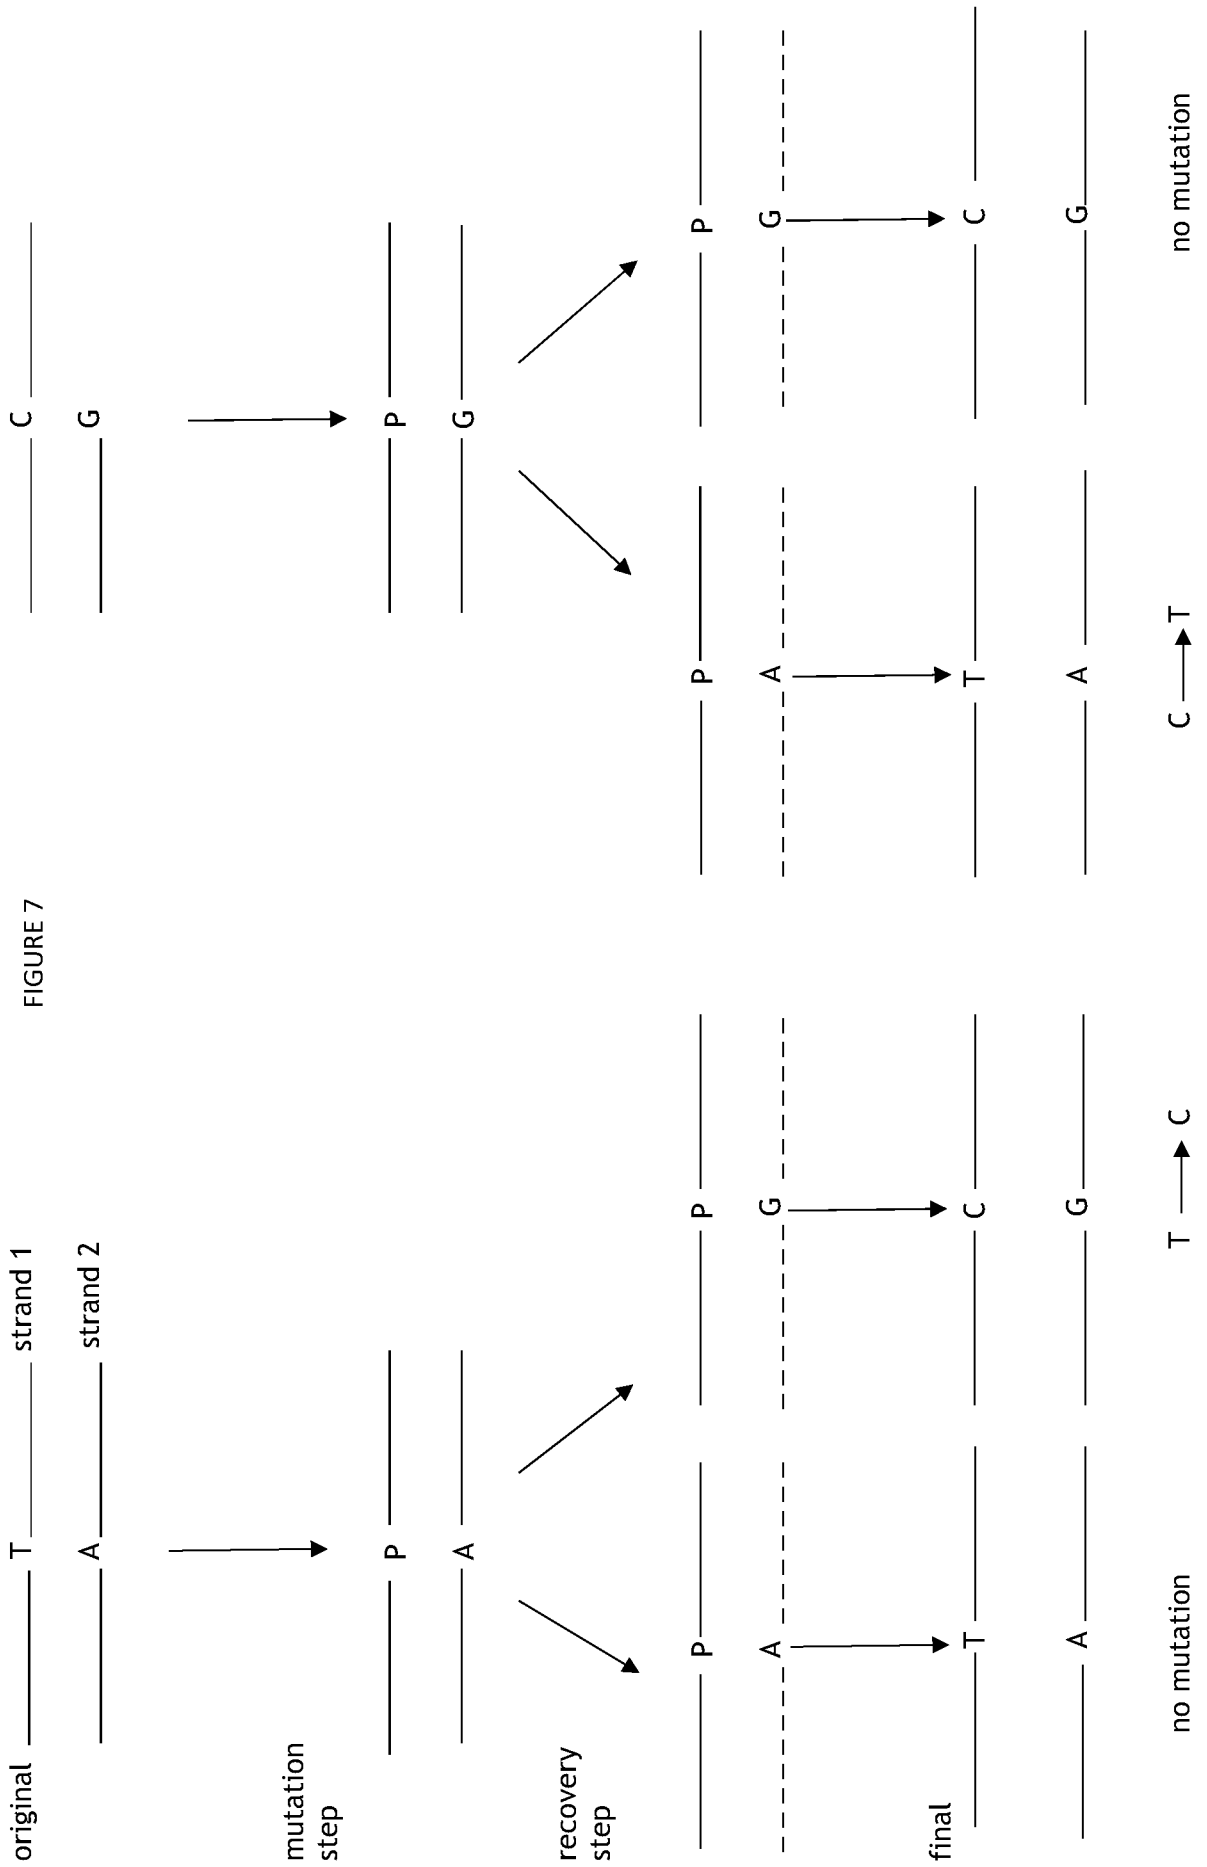 FIGURE 7
original T strand 1 C
A strand 2 G
mutation
step
P P
A G
recovery
step
P P P P
A G A G
final
T C T C
A G A G
no mutation T → C C → T no mutation